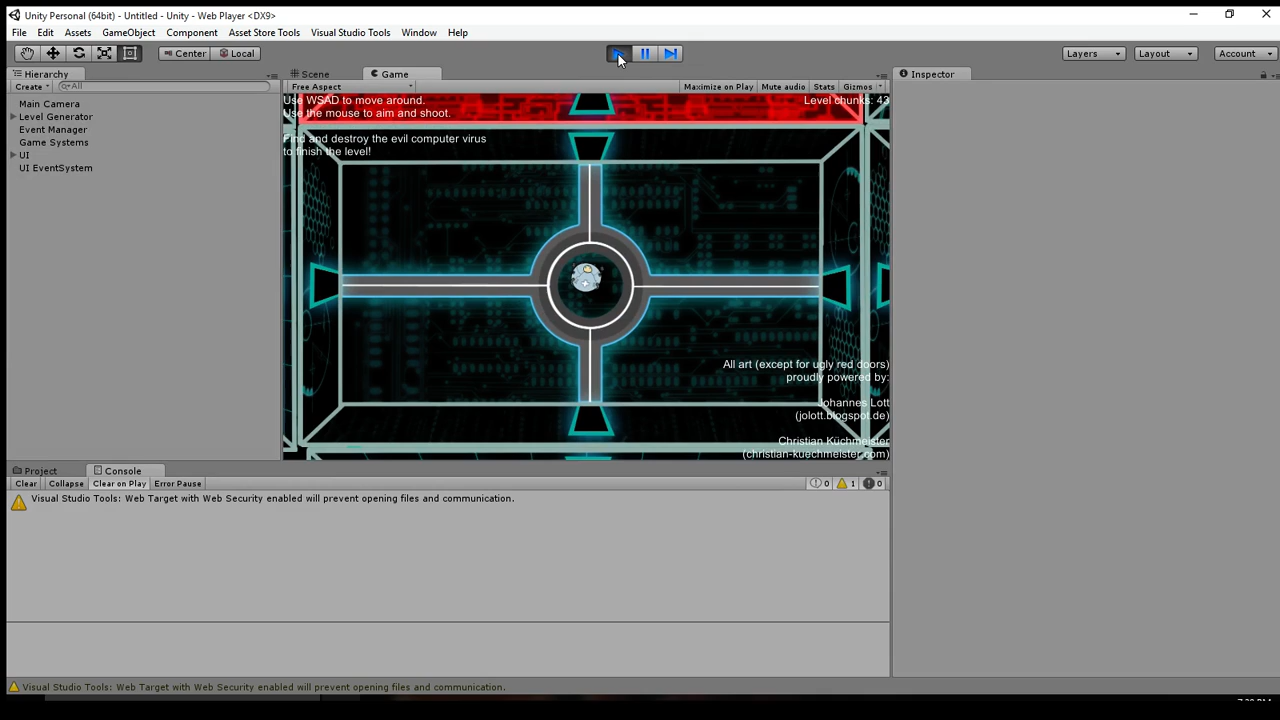 Unity Personal (64bit) - Untitled - Unity - Web Player <DX9>
File Edit Assets GameObject Component Asset Store Tools Visual Studio Tools Window Help
Center Local Layers Layout Account
Hierarchy Scene Game Inspector
Create All Free Aspect Maximize on Play Mute audio Stats Gizmos
Main Camera
Level Generator
Event Manager
Game Systems
UI
UI EventSystem
Use WSAD to move around.
Use the mouse to aim and shoot.
Find and destroy the evil computer virus
to finish the level!
Level chunks: 43
All art (except for ugly red doors)
proudly powered by:
Johannes Lott
(jolott.blogspot.de)
Christian Küchmeister
(christian-kuechmeister.com)
Project Console
Clear Collapse Clear on Play Error Pause 0 1 0
Visual Studio Tools: Web Target with Web Security enabled will prevent opening files and communication.
Visual Studio Tools: Web Target with Web Security enabled will prevent opening files and communication.